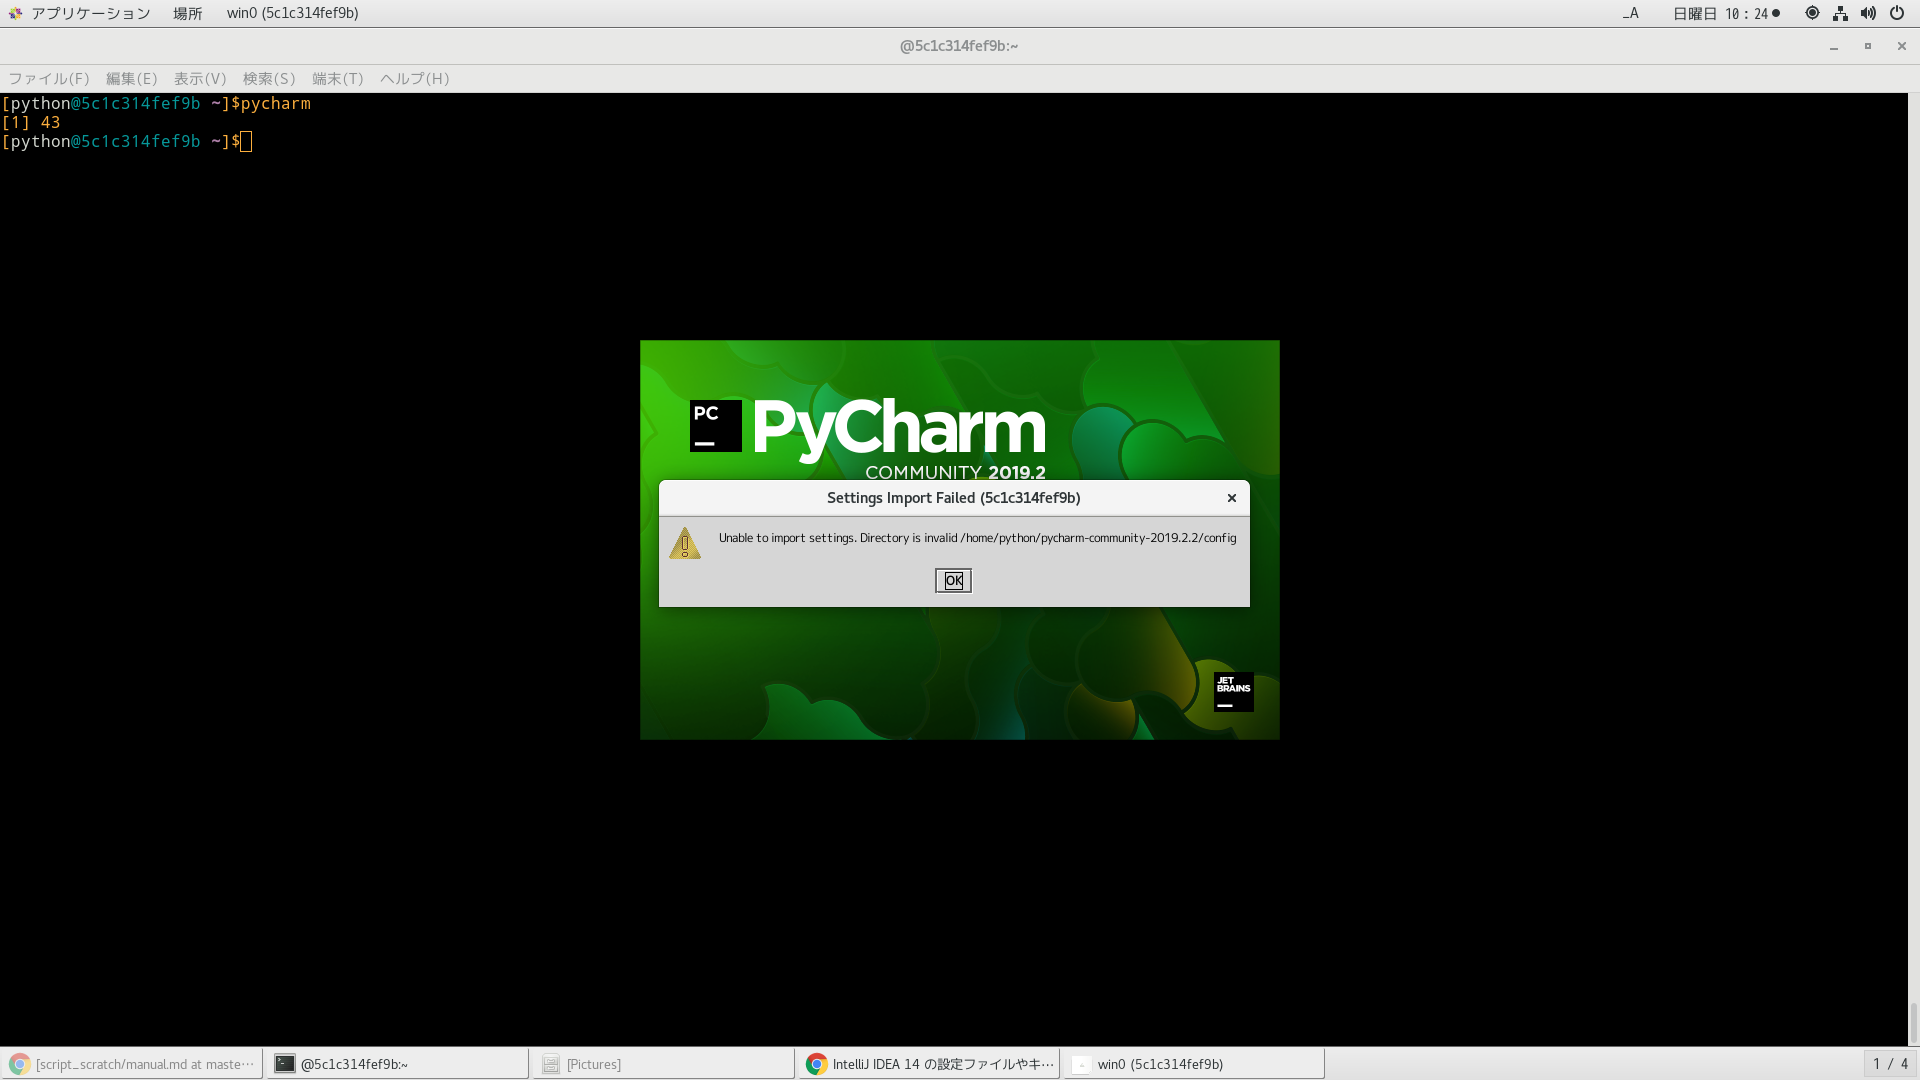 アプリケーション 場所 win0 (5c1c314fef9b) _A 日曜日 10：24●
@5c1c314fef9b:~
ファイル(F) 編集(E) 表示(V) 検索(S) 端末(T) ヘルプ(H)
[python@5c1c314fef9b ~]$pycharm
[1] 43
[python@5c1c314fef9b ~]$
PC
PyCharm
COMMUNITY 2019.2
Settings Import Failed (5c1c314fef9b)
Unable to import settings. Directory is invalid /home/python/pycharm-community-2019.2.2/config
OK
JET
BRAINS
[script_scratch/manual.md at maste… @5c1c314fef9b:~ [Pictures] IntelliJ IDEA 14 の設定ファイルやキ… win0 (5c1c314fef9b) 1 / 4